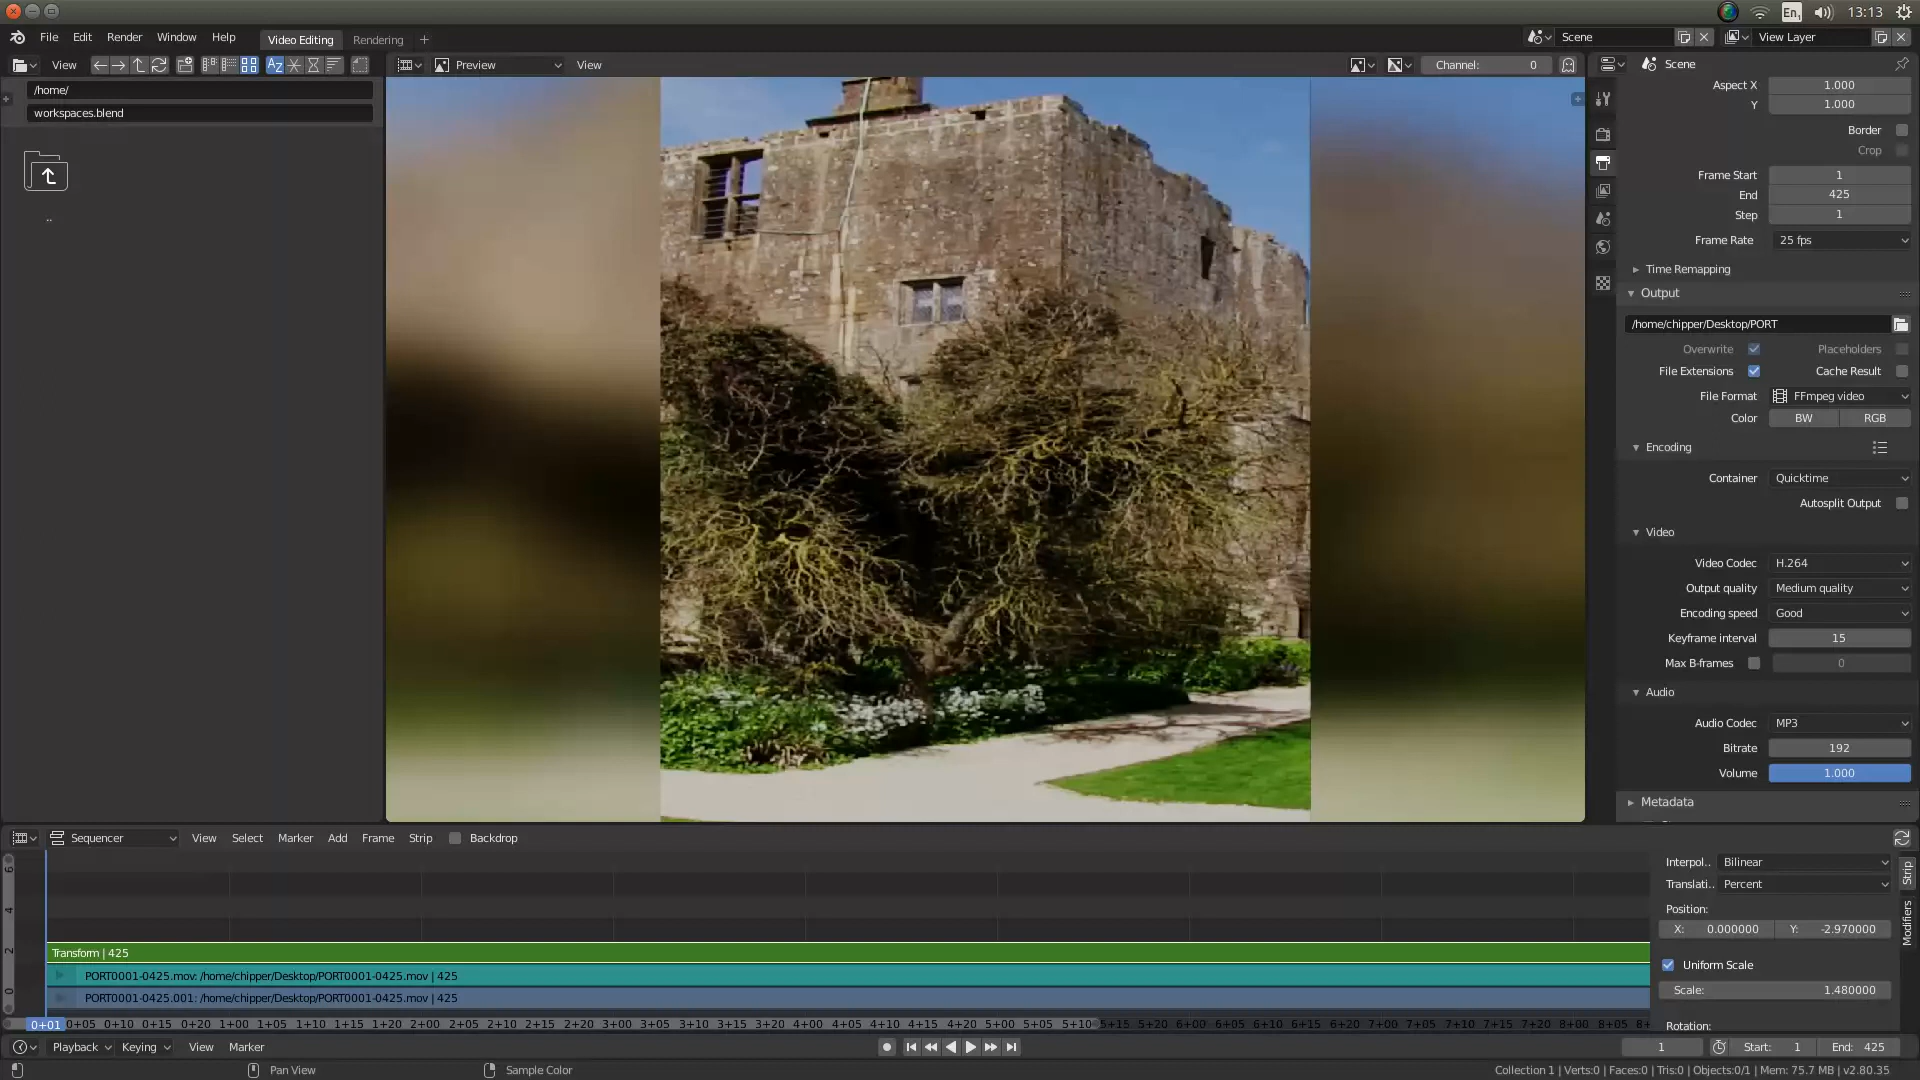 En1
13:13
File Edit Render Window Help Video Editing Rendering +
Scene
View Layer
View
Preview View
Channel: 0
Scene
/home/
workspaces.blend
..
Aspect X 1.000
Y 1.000
Border
Crop
Frame Start 1
End 425
Step 1
Frame Rate 25 fps
Time Remapping
Output
/home/chipper/Desktop/PORT
Overwrite Placeholders
File Extensions Cache Result
File Format FFmpeg video
Color BW RGB
Encoding
Container Quicktime
Autosplit Output
Video
Video Codec H.264
Output quality Medium quality
Encoding speed Good
Keyframe interval 15
Max B-frames 0
Audio
Audio Codec MP3
Bitrate 192
Volume 1.000
Metadata
Sequencer View Select Marker Add Frame Strip Backdrop
6
4
2
0
Transform | 425
PORT0001-0425.mov: /home/chipper/Desktop/PORT0001-0425.mov | 425
PORT0001-0425.001: /home/chipper/Desktop/PORT0001-0425.mov | 425
0+01 0+05 0+10 0+15 0+20 1+00 1+05 1+10 1+15 1+20 2+00 2+05 2+10 2+15 2+20 3+00 3+05 3+10 3+15 3+20 4+00 4+05 4+10 4+15 4+20 5+00 5+05 5+10 5+15 5+20 6+00 6+05 6+10 6+15 6+20 7+00 7+05 7+10 7+15 7+20 8+00 8+05 8+
Interpol.. Bilinear
Translati.. Percent
Position:
X: 0.000000 Y: -2.970000
Uniform Scale
Scale: 1.480000
Rotation:
Strip
Modifiers
Playback Keying View Marker
1 Start: 1 End: 425
Pan View
Sample Color
Collection 1 | Verts:0 | Faces:0 | Tris:0 | Objects:0/1 | Mem: 75.7 MB | v2.80.35